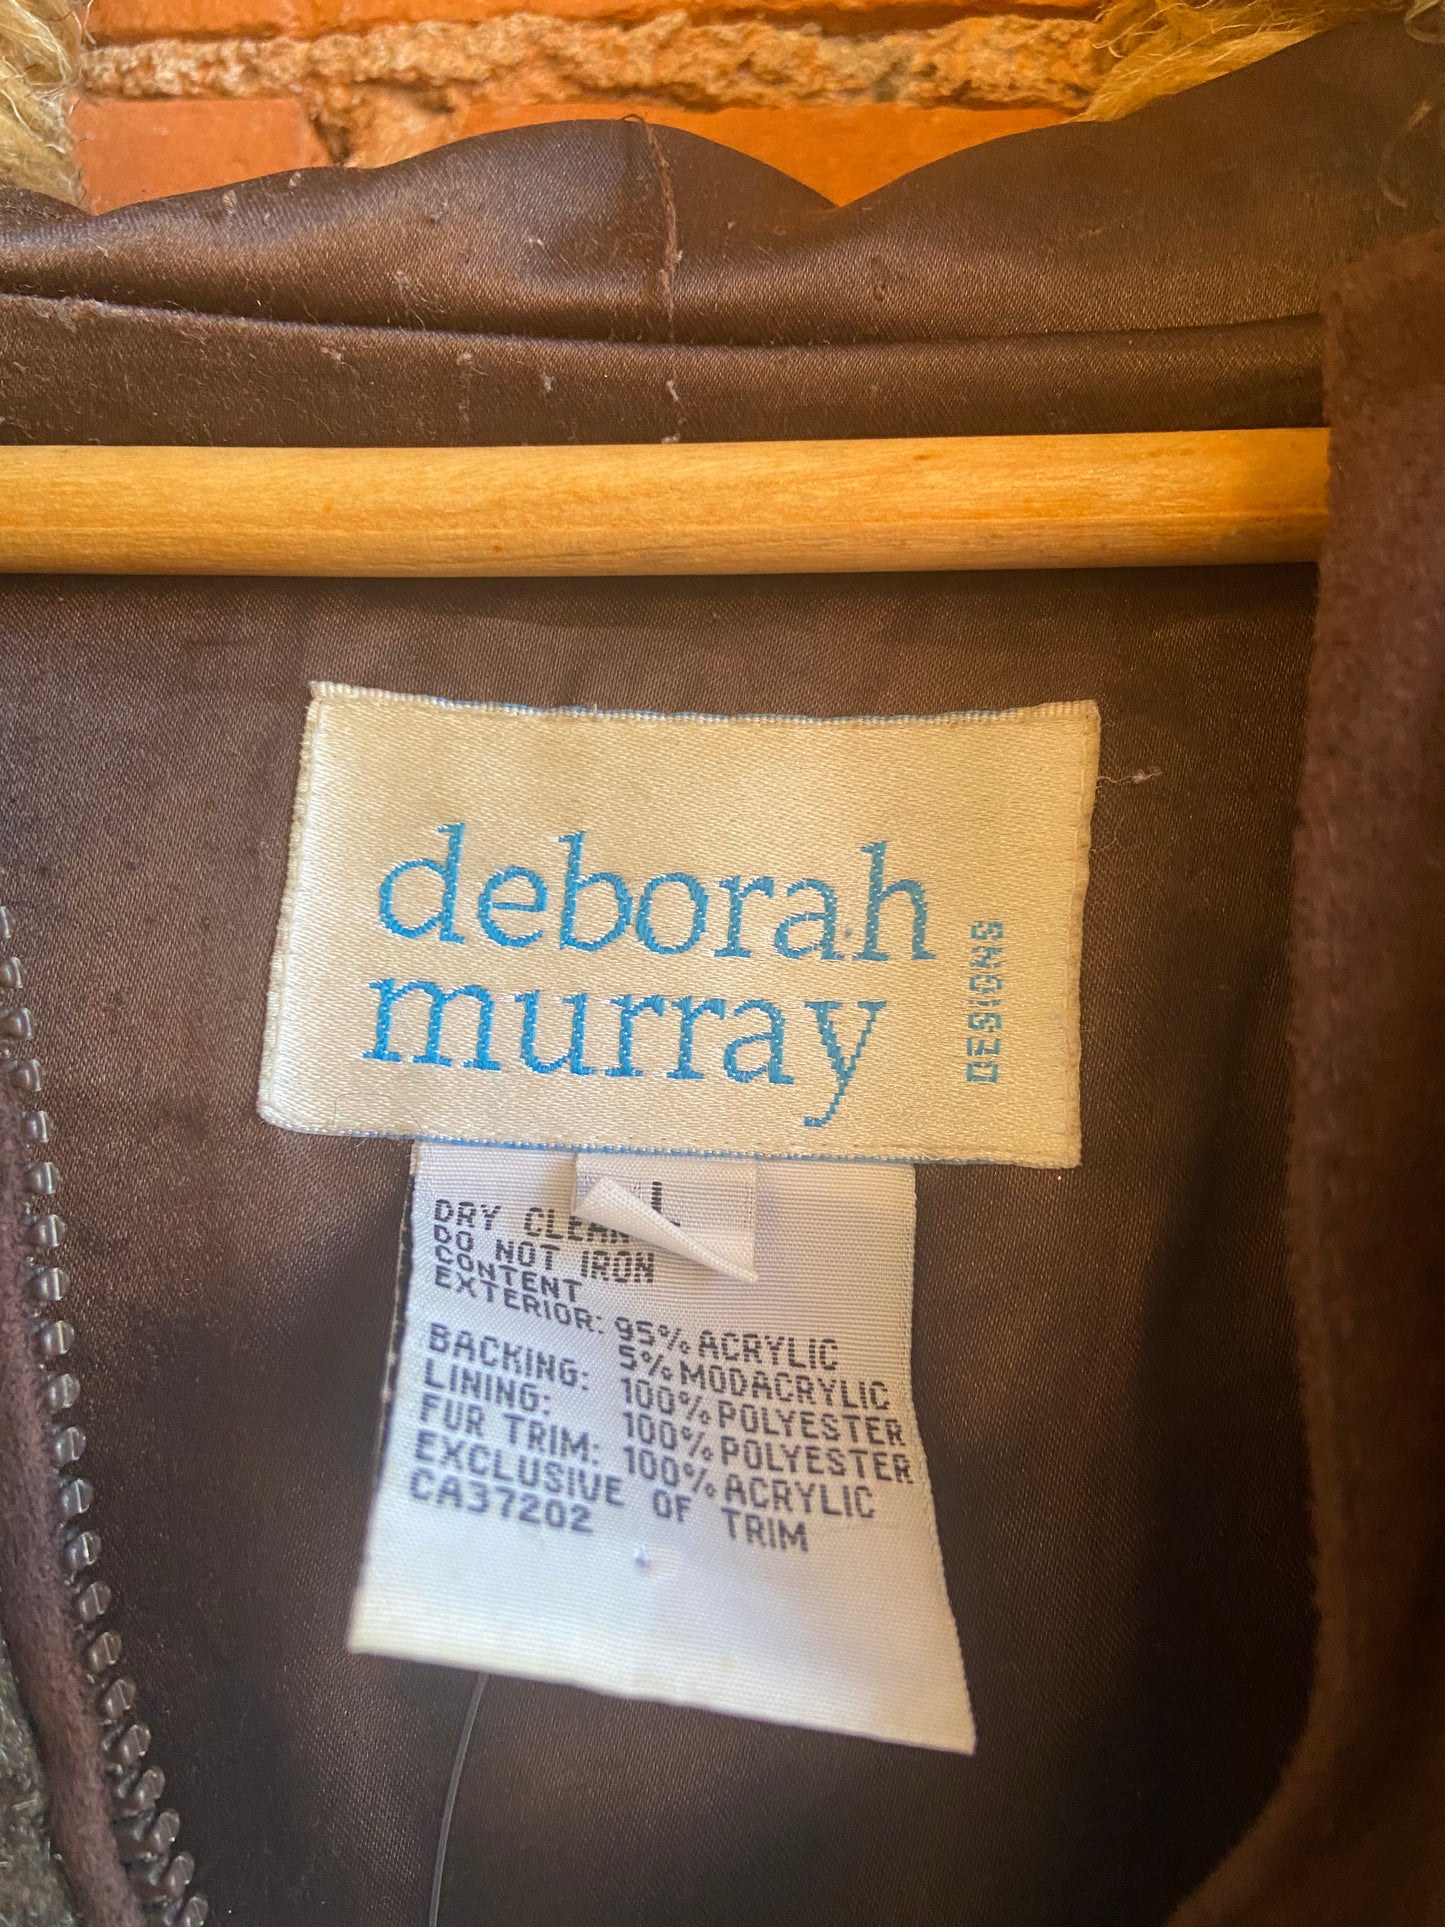 deborah
murray
DESIGNS
L
DRY CLEAN
DO NOT IRON
CONTENT
EXTERIOR: 95% ACRYLIC
5% MODACRYLIC
BACKING: 100% POLYESTER
LINING: 100% POLYESTER
FUR TRIM: 100% ACRYLIC
EXCLUSIVE OF TRIM
CA37202